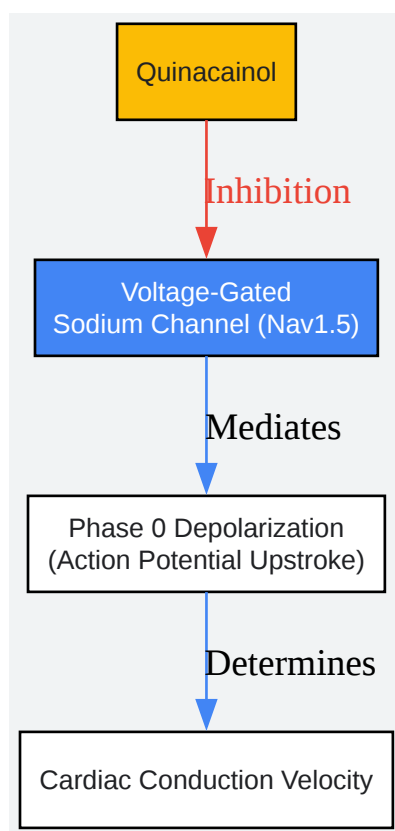 Quinacainol
Inhibition
Voltage-Gated
Sodium Channel (Nav1.5)
Mediates
Phase 0 Depolarization
(Action Potential Upstroke)
Determines
Cardiac Conduction Velocity